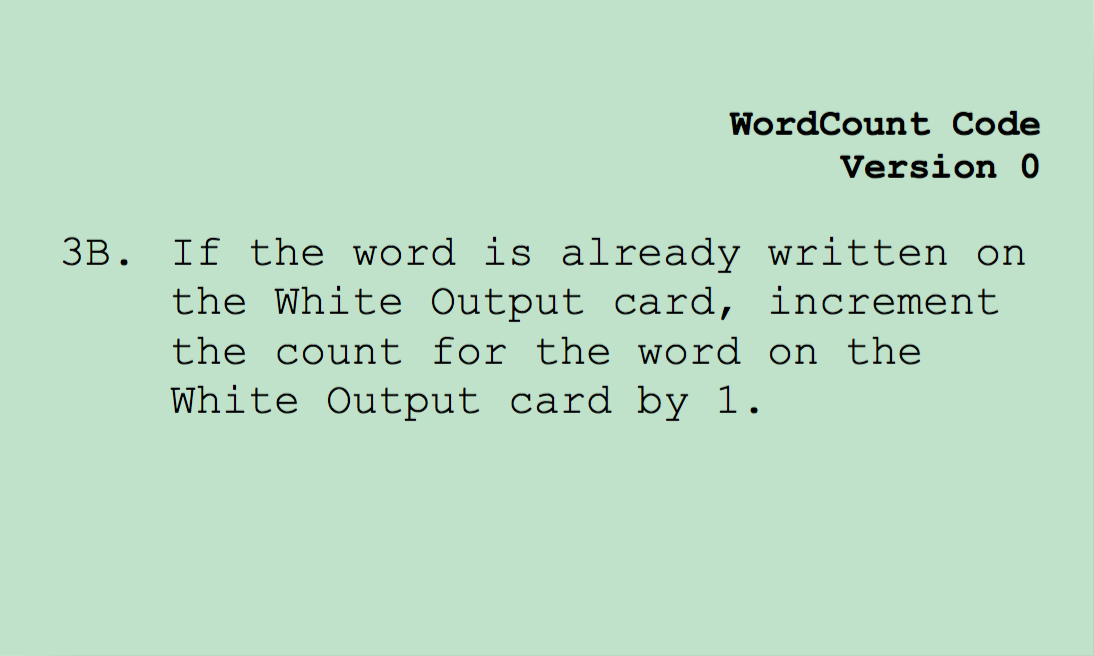 WordCount Code
Version 0
3B. If the word is already written on
the White Output card, increment
the count for the word on the
White Output card by 1.